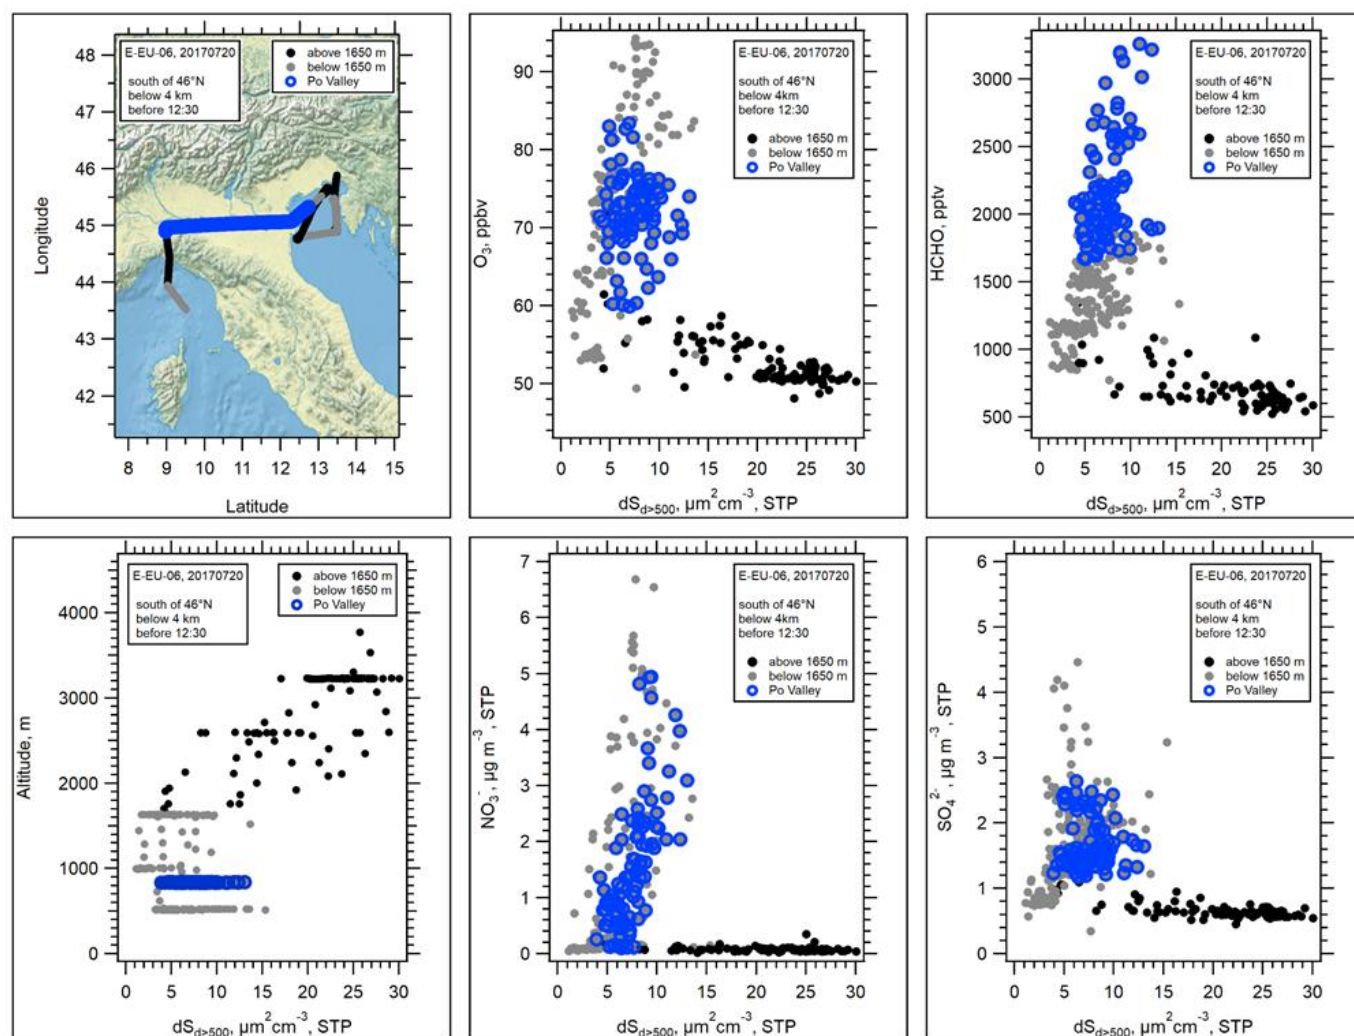 E-EU-06, 20170720
south of 46°N
below 4 km
before 12:30
above 1650 m
below 1650 m
Po Valley
48
47
46
45
44
43
42
Longitude
8 9 10 11 12 13 14 15
Latitude
E-EU-06, 20170720
south of 46°N
below 4km
before 12:30
above 1650 m
below 1650 m
Po Valley
90
80
70
60
50
O₃, ppbv
0 5 10 15 20 25 30
dS_d>500, µm²cm⁻³, STP
E-EU-06, 20170720
south of 46°N
below 4 km
before 12:30
above 1650 m
below 1650 m
Po Valley
3000
2500
2000
1500
1000
500
HCHO, pptv
0 5 10 15 20 25 30
dS_d>500, µm²cm⁻³, STP
E-EU-06, 20170720
south of 46°N
below 4 km
before 12:30
above 1650 m
below 1650 m
Po Valley
4000
3000
2000
1000
0
Altitude, m
0 5 10 15 20 25 30
dS_d>500, µm²cm⁻³, STP
E-EU-06, 20170720
south of 46°N
below 4km
before 12:30
above 1650 m
below 1650 m
Po Valley
7
6
5
4
3
2
1
0
NO₃⁻, µg m⁻³, STP
0 5 10 15 20 25 30
dS_d>500, µm²cm⁻³, STP
E-EU-06, 20170720
south of 46°N
below 4km
before 12:30
above 1650 m
below 1650 m
Po Valley
6
5
4
3
2
1
0
SO₄²⁻, µg m⁻³, STP
0 5 10 15 20 25 30
dS_d>500, µm²cm⁻³, STP